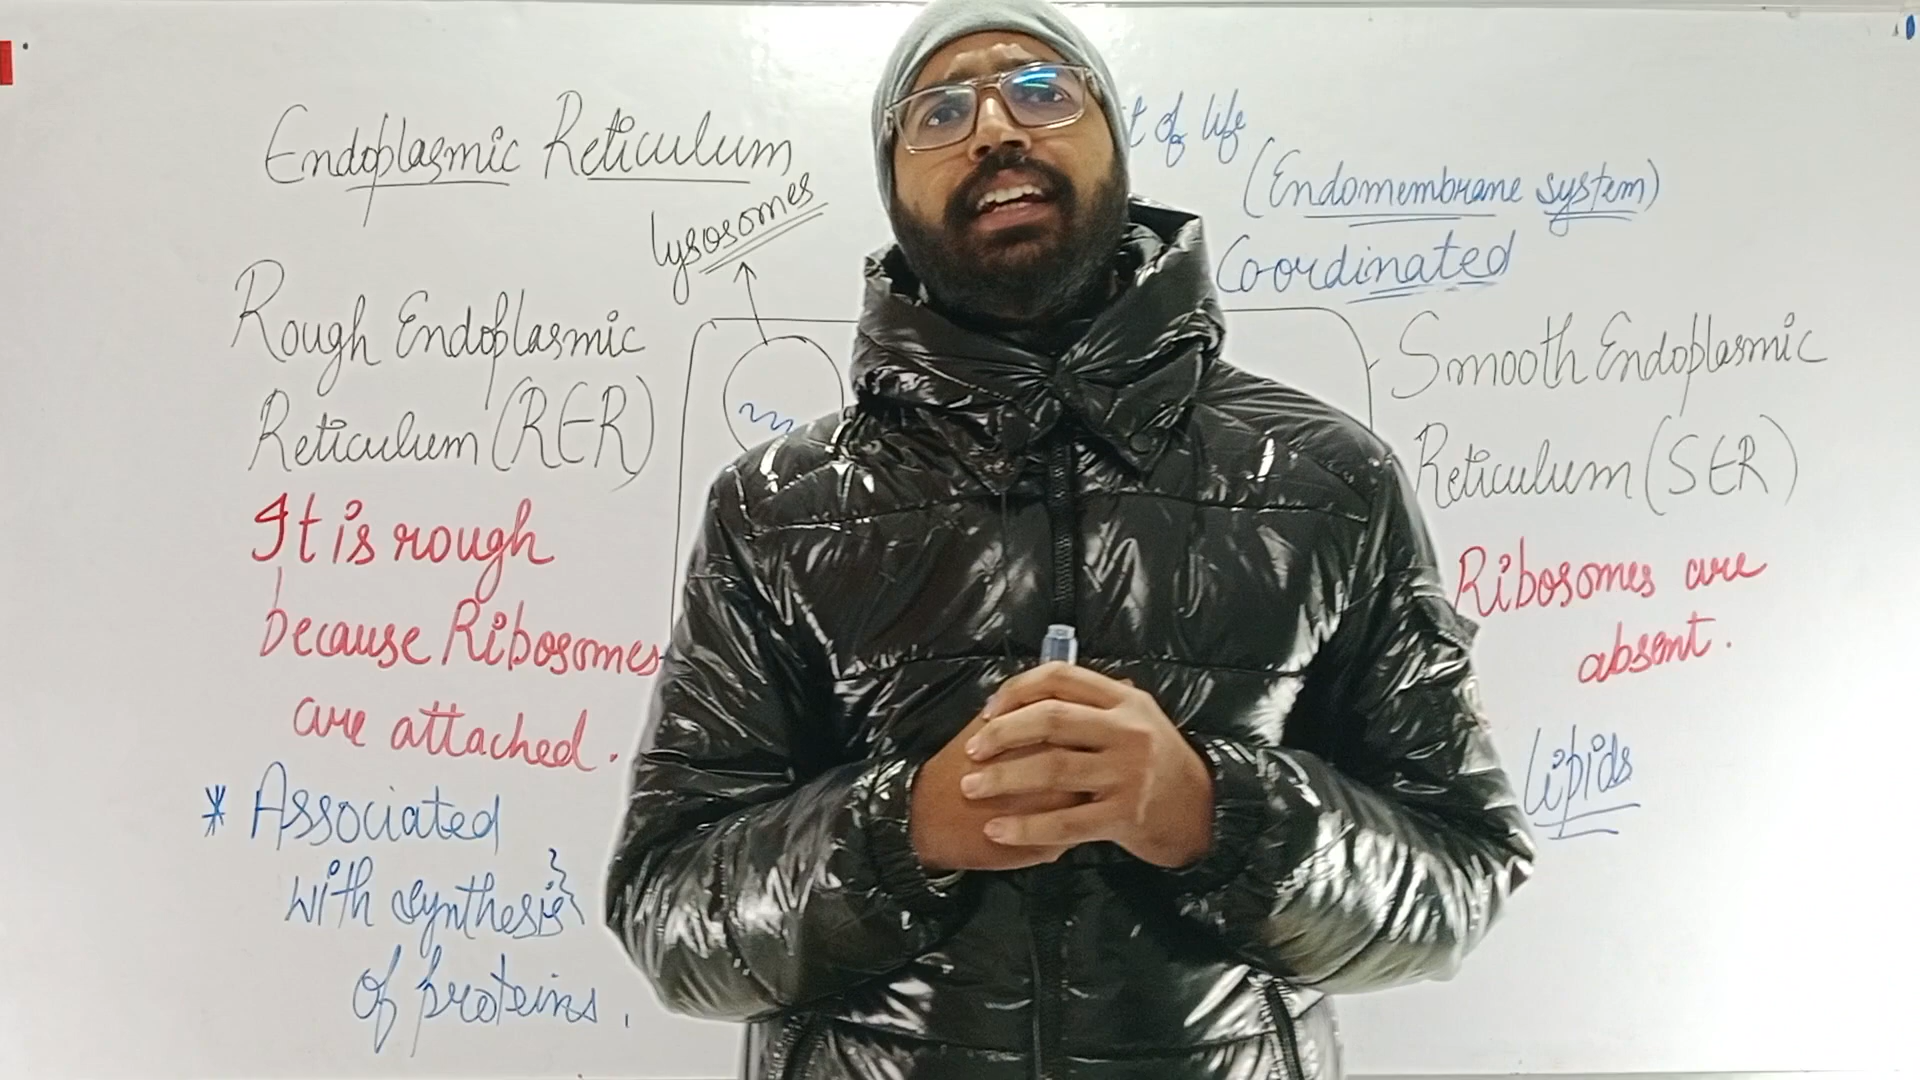 Endoplasmic Reticulum
of life
(Endomembrane system)
Coordinated
lysosomes
Rough Endoplasmic
Reticulum (RER)
It is rough
because Ribosomes
are attached.
* Associated
with synthesis
of proteins.
Smooth Endoplasmic
Reticulum (SER)
Ribosomes are
absent.
Lipids